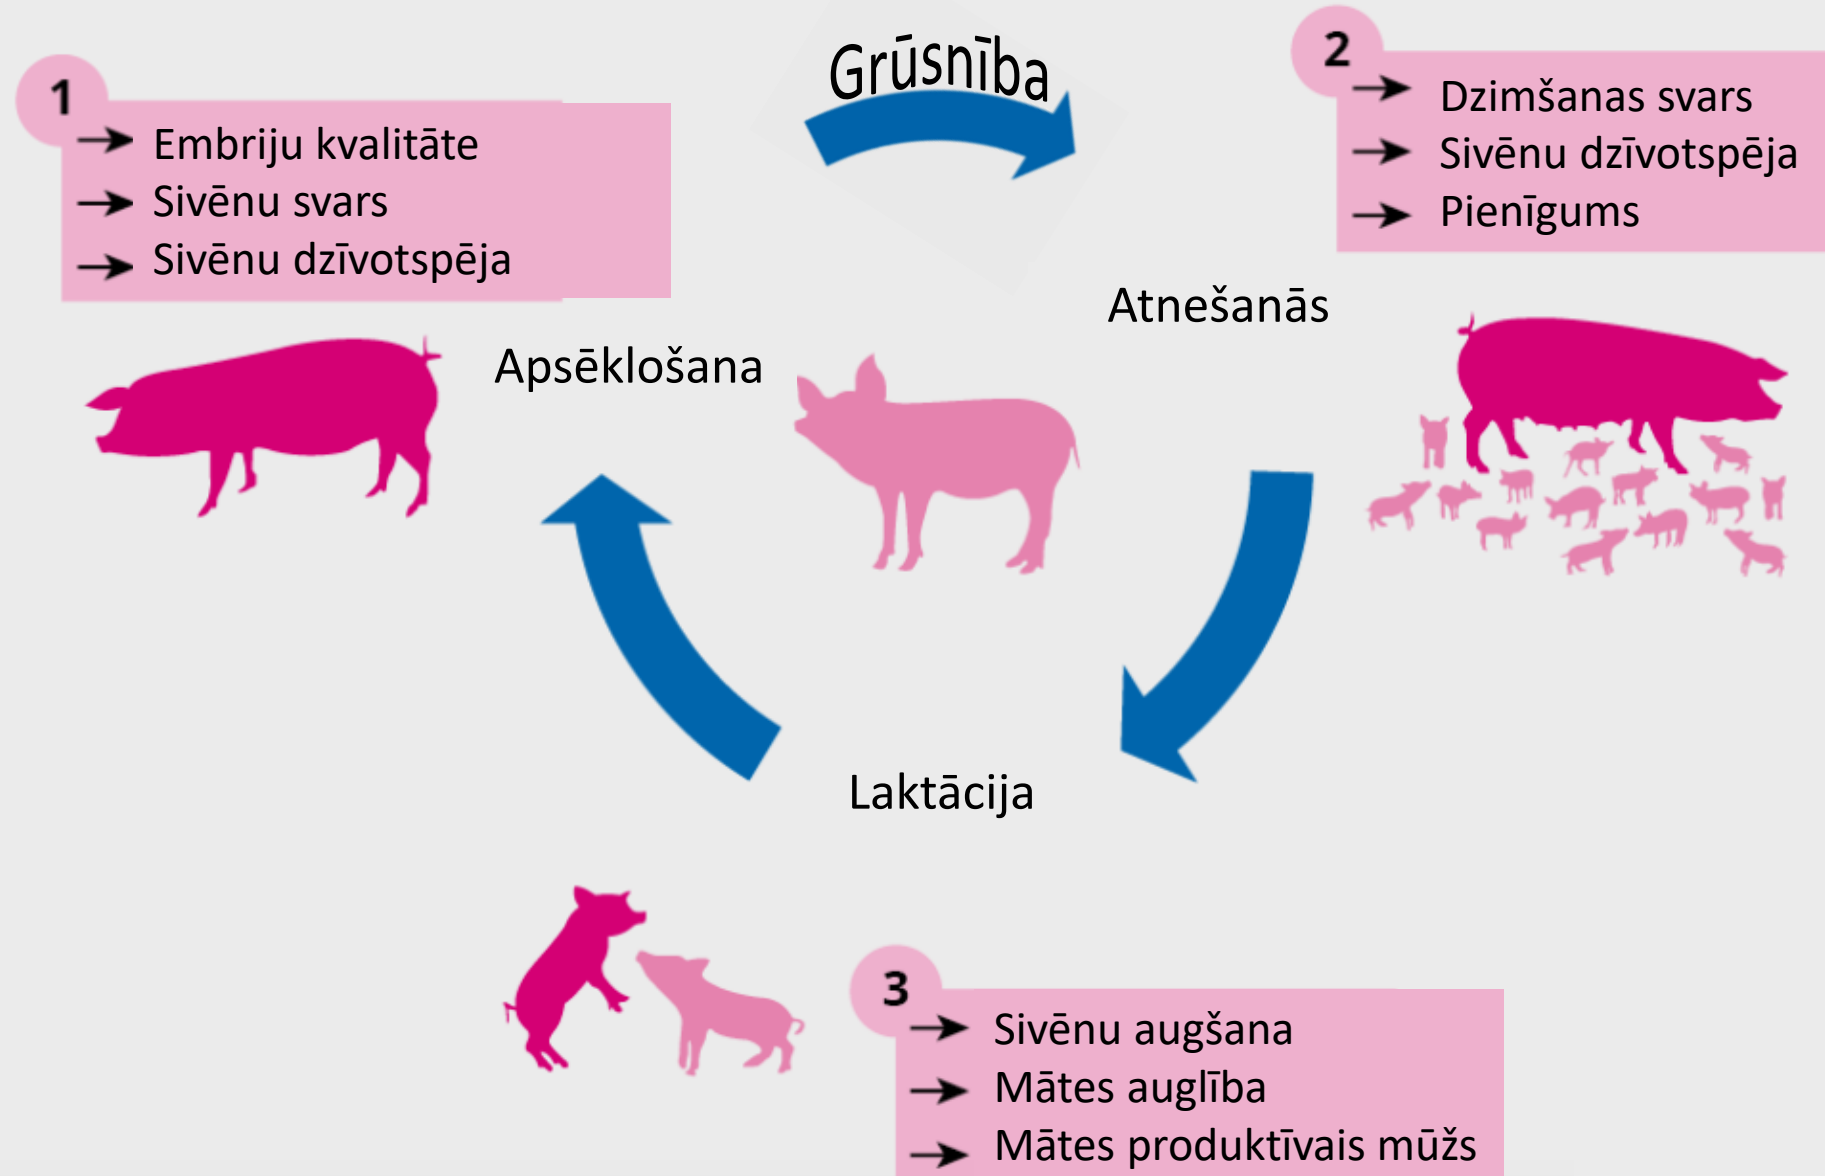 Grūsnība
1
Embriju kvalitāte
Sivēnu svars
Sivēnu dzīvotspēja
2
Dzimšanas svars
Sivēnu dzīvotspēja
Pienīgums
Apsēklošana
Atnešanās
Laktācija
3
Sivēnu augšana
Mātes auglība
Mātes produktīvais mūžs